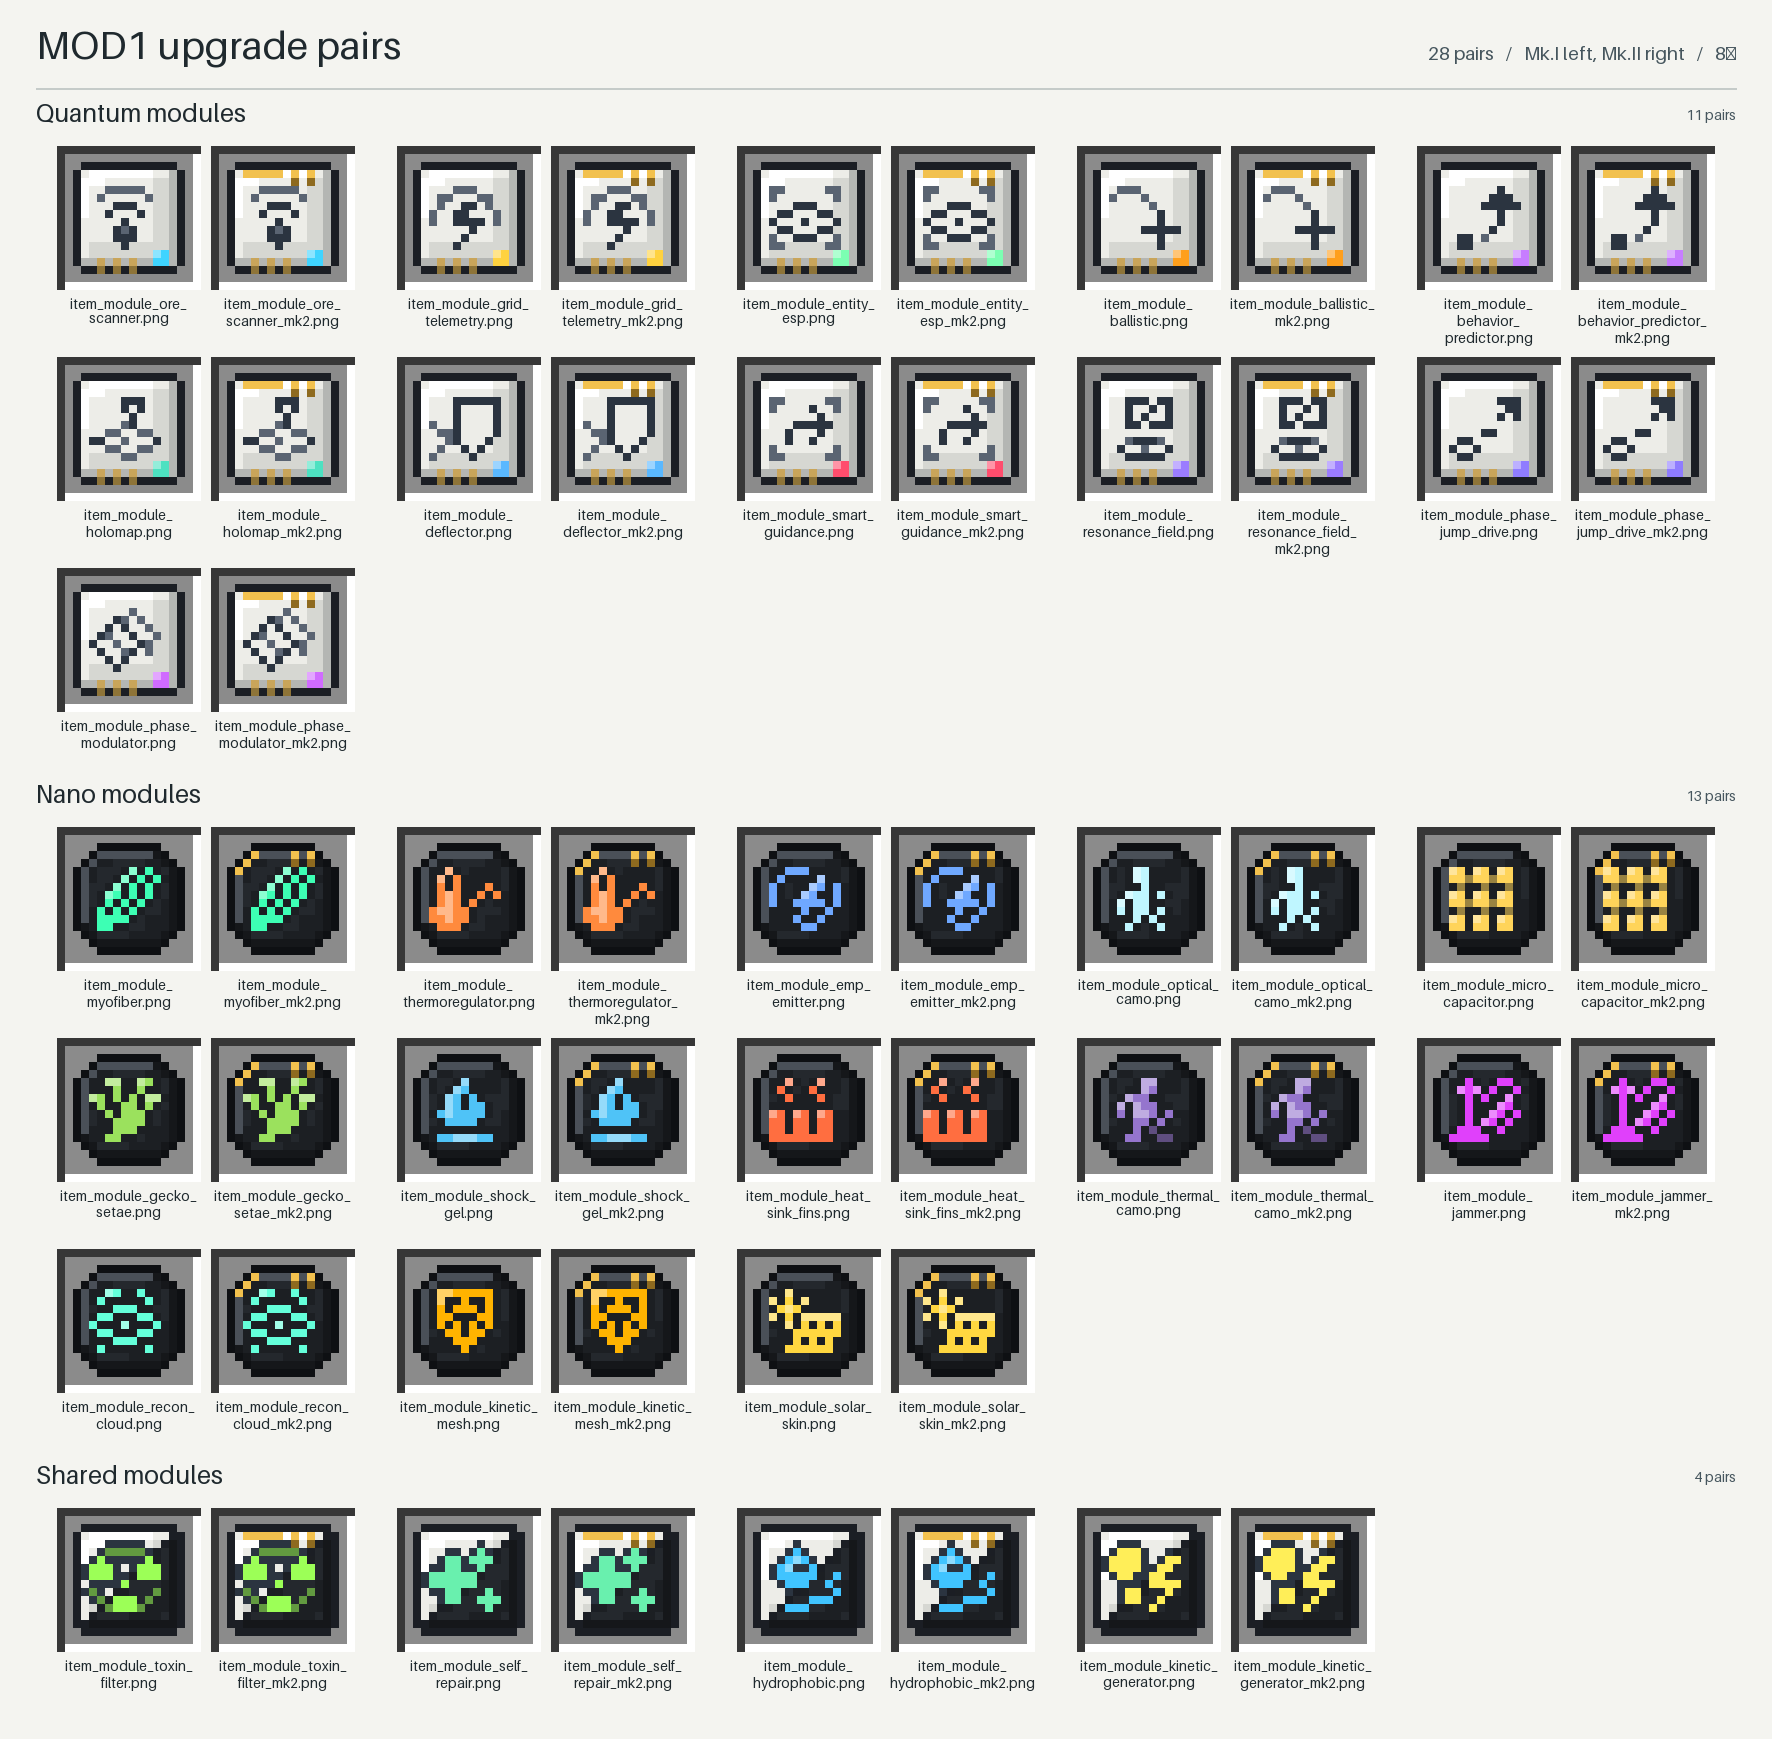 MOD1 upgrade pairs
28 pairs / Mk.I left, Mk.II right / 8
Quantum modules
11 pairs
item_module_ore_
scanner.png
item_module_ore_
scanner_mk2.png
item_module_grid_
telemetry.png
item_module_grid_
telemetry_mk2.png
item_module_entity_
esp.png
item_module_entity_
esp_mk2.png
item_module_
ballistic.png
item_module_ballistic_
mk2.png
item_module_
behavior_
predictor.png
item_module_
behavior_predictor_
mk2.png
item_module_
holomap.png
item_module_
holomap_mk2.png
item_module_
deflector.png
item_module_
deflector_mk2.png
item_module_smart_
guidance.png
item_module_smart_
guidance_mk2.png
item_module_
resonance_field.png
item_module_
resonance_field_
mk2.png
item_module_phase_
jump_drive.png
item_module_phase_
jump_drive_mk2.png
item_module_phase_
modulator.png
item_module_phase_
modulator_mk2.png
Nano modules
13 pairs
item_module_
myofiber.png
item_module_
myofiber_mk2.png
item_module_
thermoregulator.png
item_module_
thermoregulator_
mk2.png
item_module_emp_
emitter.png
item_module_emp_
emitter_mk2.png
item_module_optical_
camo.png
item_module_optical_
camo_mk2.png
item_module_micro_
capacitor.png
item_module_micro_
capacitor_mk2.png
item_module_gecko_
setae.png
item_module_gecko_
setae_mk2.png
item_module_shock_
gel.png
item_module_shock_
gel_mk2.png
item_module_heat_
sink_fins.png
item_module_heat_
sink_fins_mk2.png
item_module_thermal_
camo.png
item_module_thermal_
camo_mk2.png
item_module_
jammer.png
item_module_jammer_
mk2.png
item_module_recon_
cloud.png
item_module_recon_
cloud_mk2.png
item_module_kinetic_
mesh.png
item_module_kinetic_
mesh_mk2.png
item_module_solar_
skin.png
item_module_solar_
skin_mk2.png
Shared modules
4 pairs
item_module_toxin_
filter.png
item_module_toxin_
filter_mk2.png
item_module_self_
repair.png
item_module_self_
repair_mk2.png
item_module_
hydrophobic.png
item_module_
hydrophobic_mk2.png
item_module_kinetic_
generator.png
item_module_kinetic_
generator_mk2.png